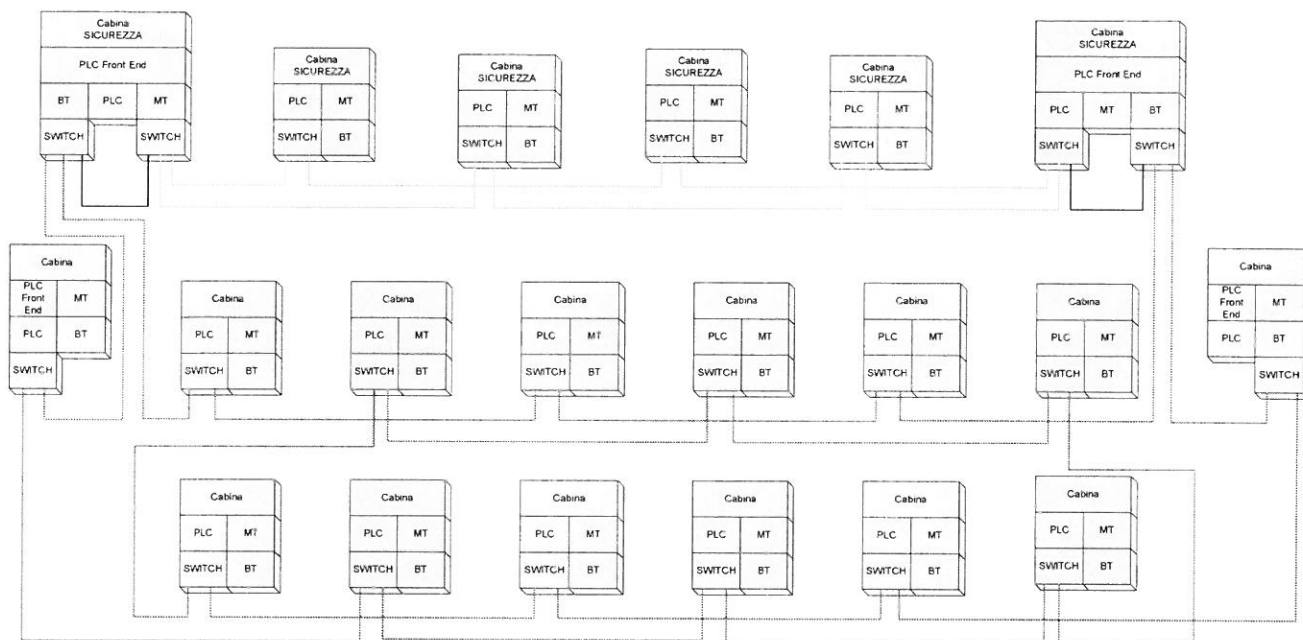 Cabina
SICUREZZA
PLC Front End
BT PLC MT
SWITCH SWITCH
Cabina
SICUREZZA
PLC MT
SWITCH BT
Cabina
SICUREZZA
PLC MT
SWITCH BT
Cabina
SICUREZZA
PLC MT
SWITCH BT
Cabina
SICUREZZA
PLC MT
SWITCH BT
Cabina
SICUREZZA
PLC Front End
PLC MT BT
SWITCH SWITCH
Cabina
PLC
Front
End
MT
PLC BT
SWITCH
Cabina
PLC MT
SWITCH BT
Cabina
PLC MT
SWITCH BT
Cabina
PLC MT
SWITCH BT
Cabina
PLC MT
SWITCH BT
Cabina
PLC MT
SWITCH BT
Cabina
PLC MT
SWITCH BT
Cabina
PLC
Front
End
MT
PLC BT
SWITCH
Cabina
PLC MT
SWITCH BT
Cabina
PLC MT
SWITCH BT
Cabina
PLC MT
SWITCH BT
Cabina
PLC MT
SWITCH BT
Cabina
PLC MT
SWITCH BT
Cabina
PLC MT
SWITCH BT